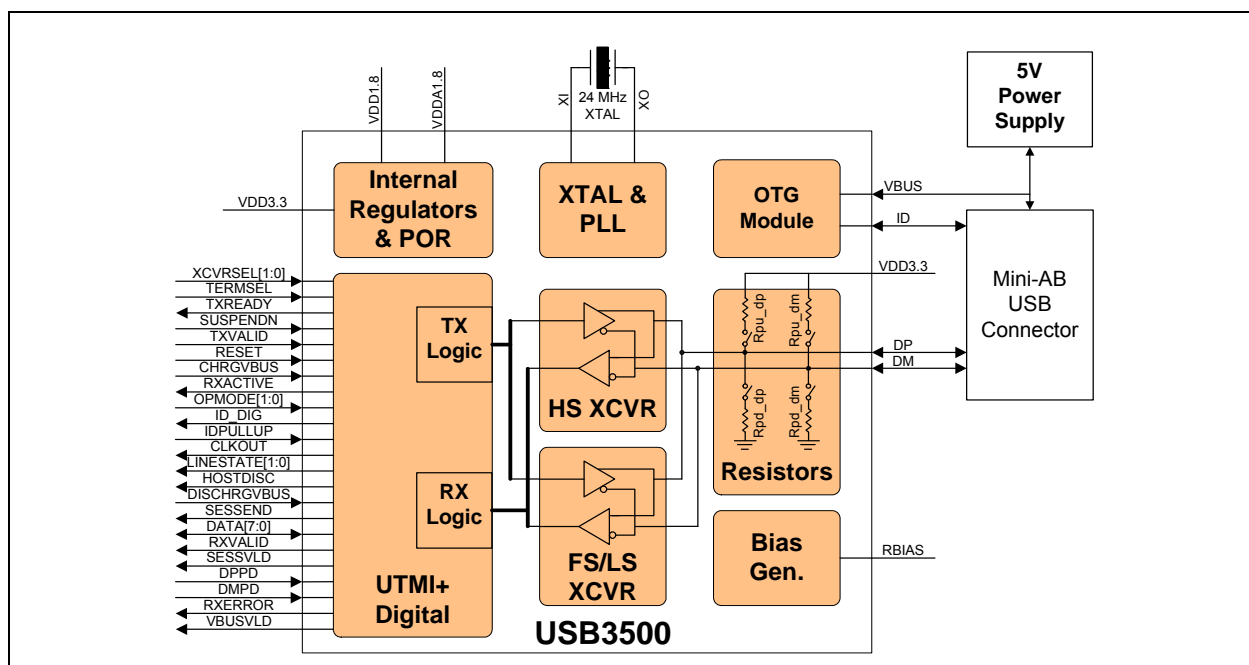 VDD1.8
VDDA1.8
XI
24 MHz
XTAL
XO
5V
Power
Supply
Internal
Regulators
& POR
XTAL &
PLL
OTG
Module
VBUS
ID
VDD3.3
VDD3.3
Mini-AB
USB
Connector
XCVRSEL[1:0]
TERMSEL
TXREADY
SUSPENDN
TXVALID
RESET
CHRGVBUS
RXACTIVE
OPMODE[1:0]
ID_DIG
IDPULLUP
CLKOUT
LINESTATE[1:0]
HOSTDISC
DISCHRGVBUS
SESSEND
DATA[7:0]
RXVALID
SESSVLD
DPPD
DMPD
RXERROR
VBUSVLD
TX
Logic
RX
Logic
UTMI+
Digital
HS XCVR
FS/LS
XCVR
Rpu_dp
Rpu_dm
Rpd_dp
Rpd_dm
Resistors
DP
DM
Bias
Gen.
RBIAS
USB3500